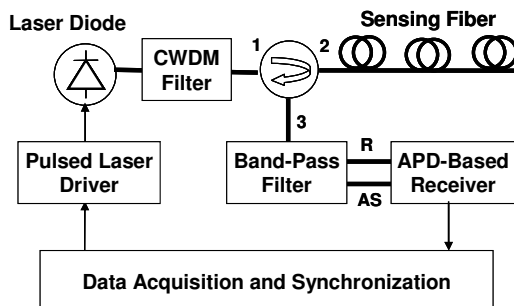 Laser Diode
Sensing Fiber
CWDM
Filter
1
2
3
Pulsed Laser
Driver
Band-Pass
Filter
R
AS
APD-Based
Receiver
Data Acquisition and Synchronization